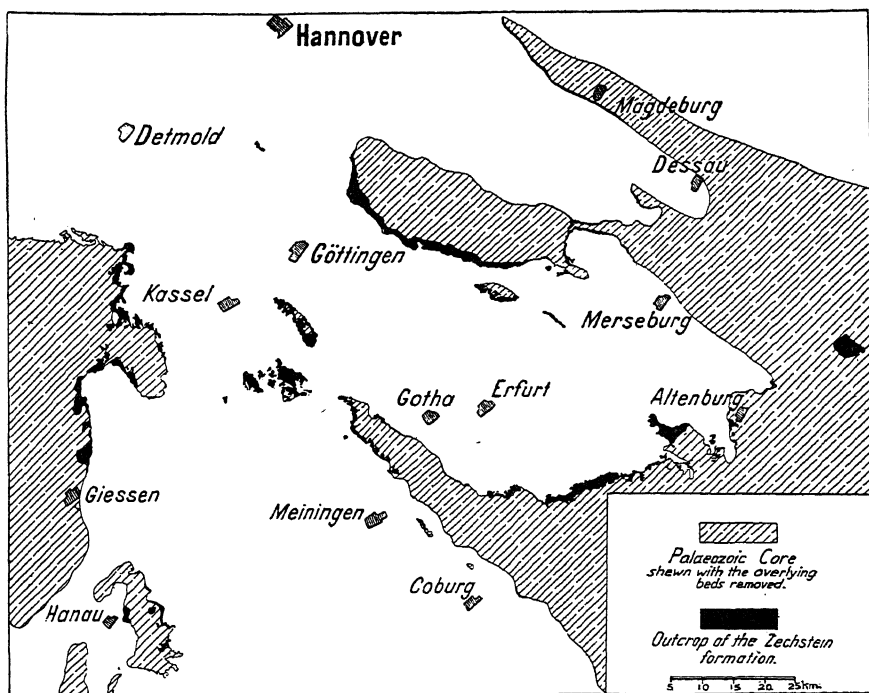 Hannover
Magdeburg
Detmold
Dessau
Göttingen
Kassel
Merseburg
Gotha
Erfurt
Altenburg
Giessen
Meiningen
Coburg
Hanau
Palaeozoic Core
shewn with the overlying
beds removed.
Outcrop of the Zechstein
formation.
5 10 20 25km.